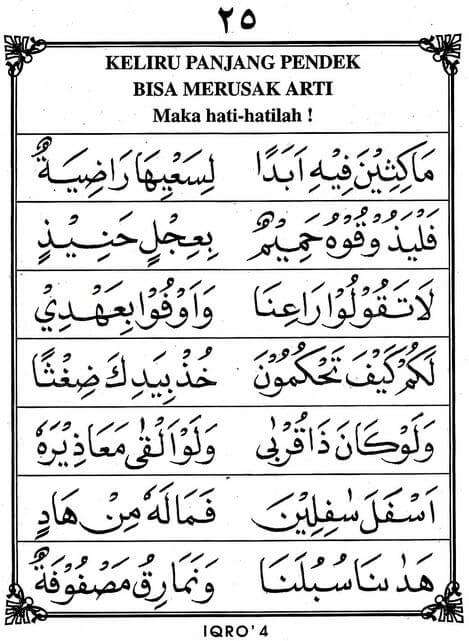 ٢٥
KELIRU PANJANG PENDEK
BISA MERUSAK ARTI
Maka hati-hatilah !
مَاكِثِيْنَ فِيْهِ اَبَدًا لِسَعْيِهَا رَاضِيَةٌ
فَلْيَذُوْقُوْهُ حَمِيْمٌ بِعِجْلٍ حَنِيْذٍ
لَا تَقُوْلُوْا رَاعِنَا وَاَوْفُوْا بِعَهْدِيْ
لَكُمْ كَيْفَ تَحْكُمُوْنَ خُذْ بِيَدِكَ ضِغْثًا
وَلَوْ كَانَ ذَا قُرْبٰى وَلَوْ اَلْقٰى مَعَاذِيْرَهٗ
اَسْفَلَ سٰفِلِيْنَ فَمَالَهٗ مِنْ هَادٍ
هَدٰىنَا سُبُلَنَا وَنَمَارِقُ مَصْفُوْفَةٌ
IQRO' 4